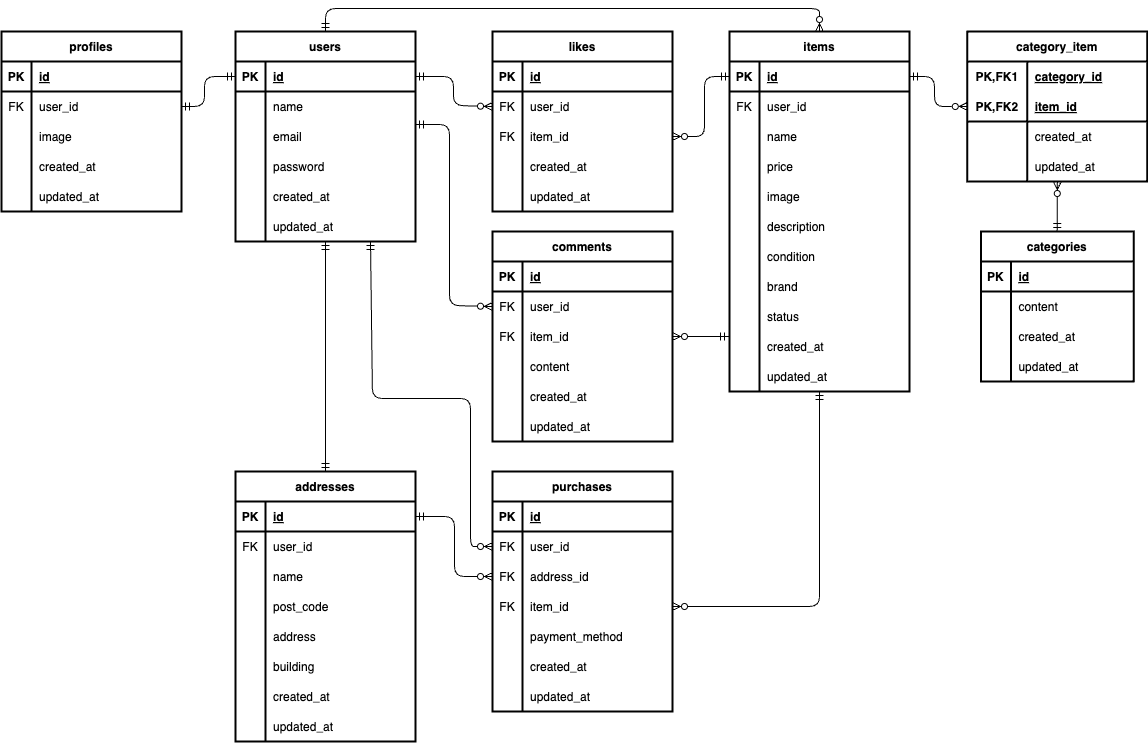 profiles
PK id
FK user_id
image
created_at
updated_at
users
PK id
name
email
password
created_at
updated_at
likes
PK id
FK user_id
FK item_id
created_at
updated_at
items
PK id
FK user_id
name
price
image
description
condition
brand
status
created_at
updated_at
category_item
PK,FK1 category_id
PK,FK2 item_id
created_at
updated_at
comments
PK id
FK user_id
FK item_id
content
created_at
updated_at
categories
PK id
content
created_at
updated_at
addresses
PK id
FK user_id
name
post_code
address
building
created_at
updated_at
purchases
PK id
FK user_id
FK address_id
FK item_id
payment_method
created_at
updated_at